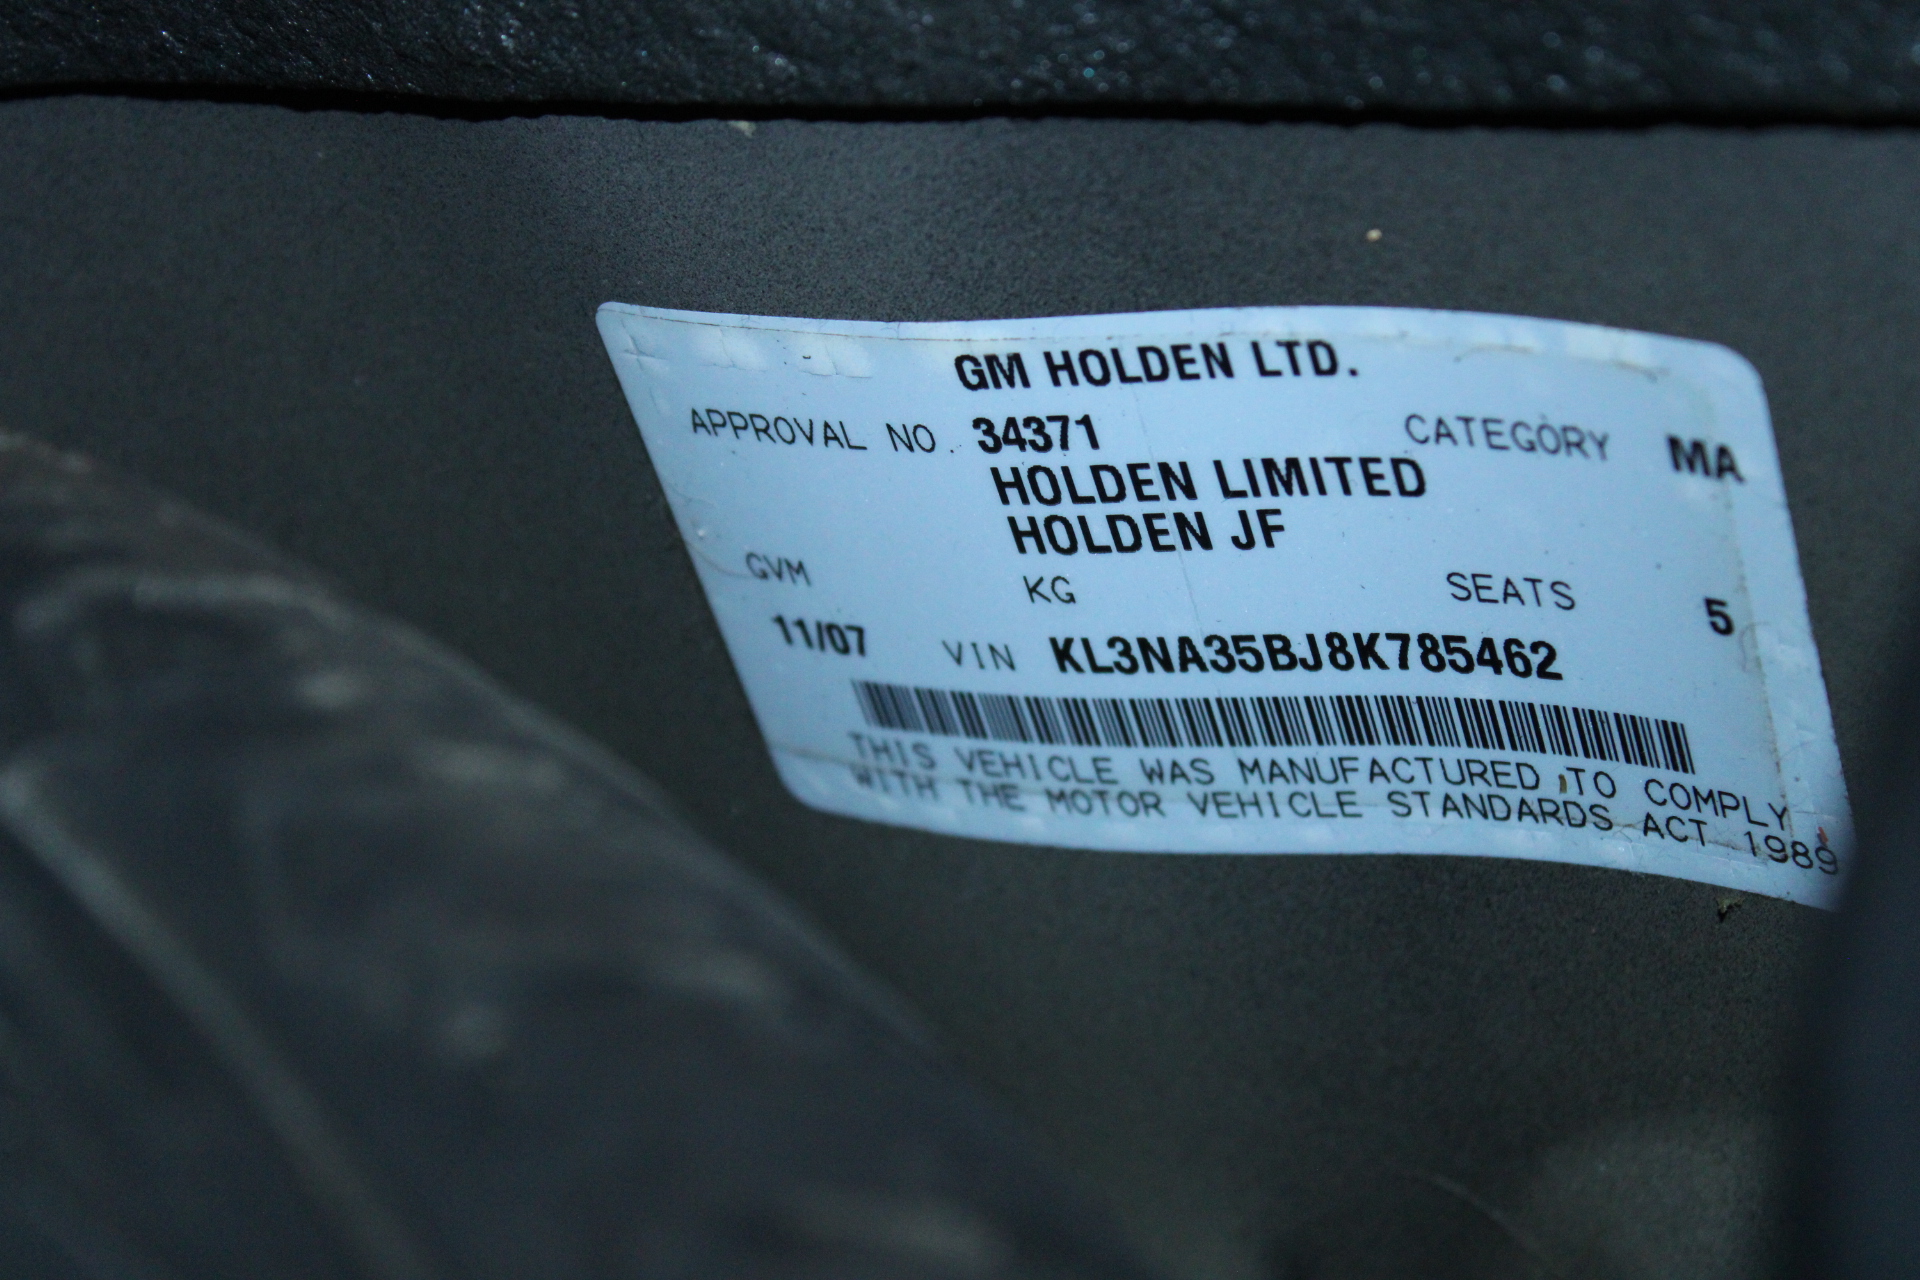 GM HOLDEN LTD.
APPROVAL NO. 34371 CATEGORY MA
HOLDEN LIMITED
HOLDEN JF
GVM KG SEATS 5
11/07 VIN KL3NA35BJ8K785462
THIS VEHICLE WAS MANUFACTURED TO COMPLY
WITH THE MOTOR VEHICLE STANDARDS ACT 1989